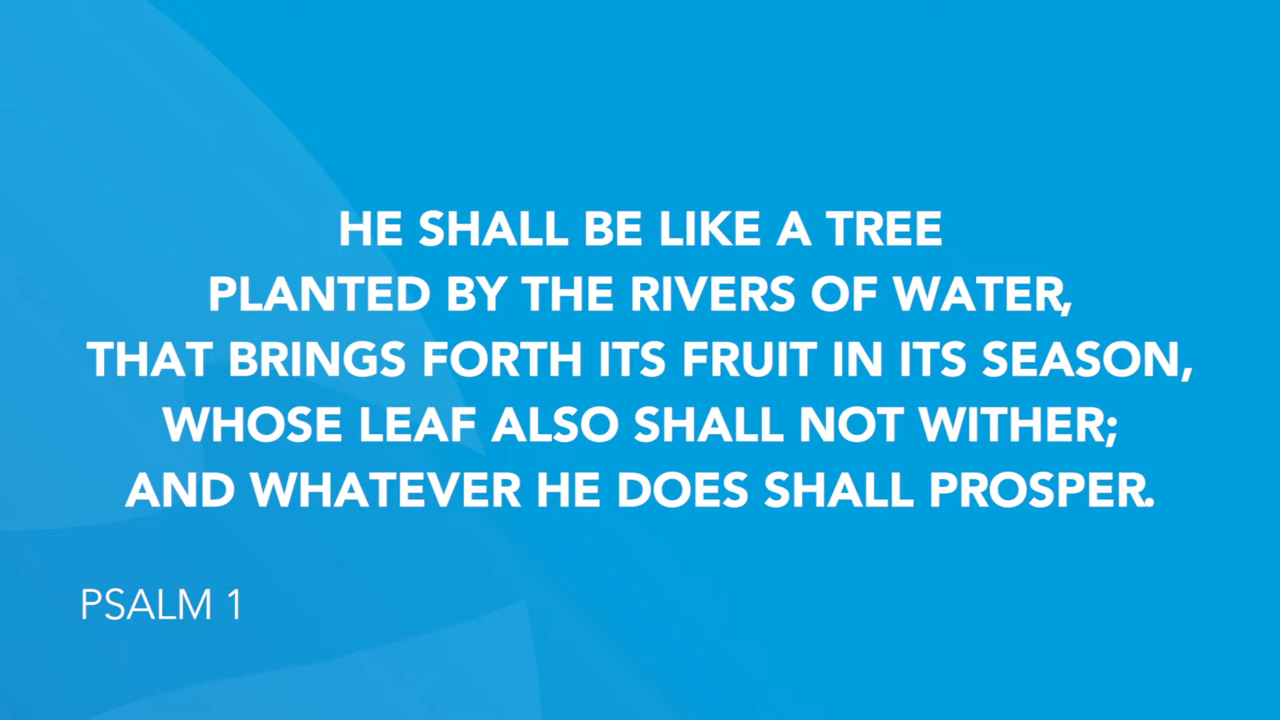 HE SHALL BE LIKE A TREE
PLANTED BY THE RIVERS OF WATER,
THAT BRINGS FORTH ITS FRUIT IN ITS SEASON,
WHOSE LEAF ALSO SHALL NOT WITHER;
AND WHATEVER HE DOES SHALL PROSPER.
PSALM 1